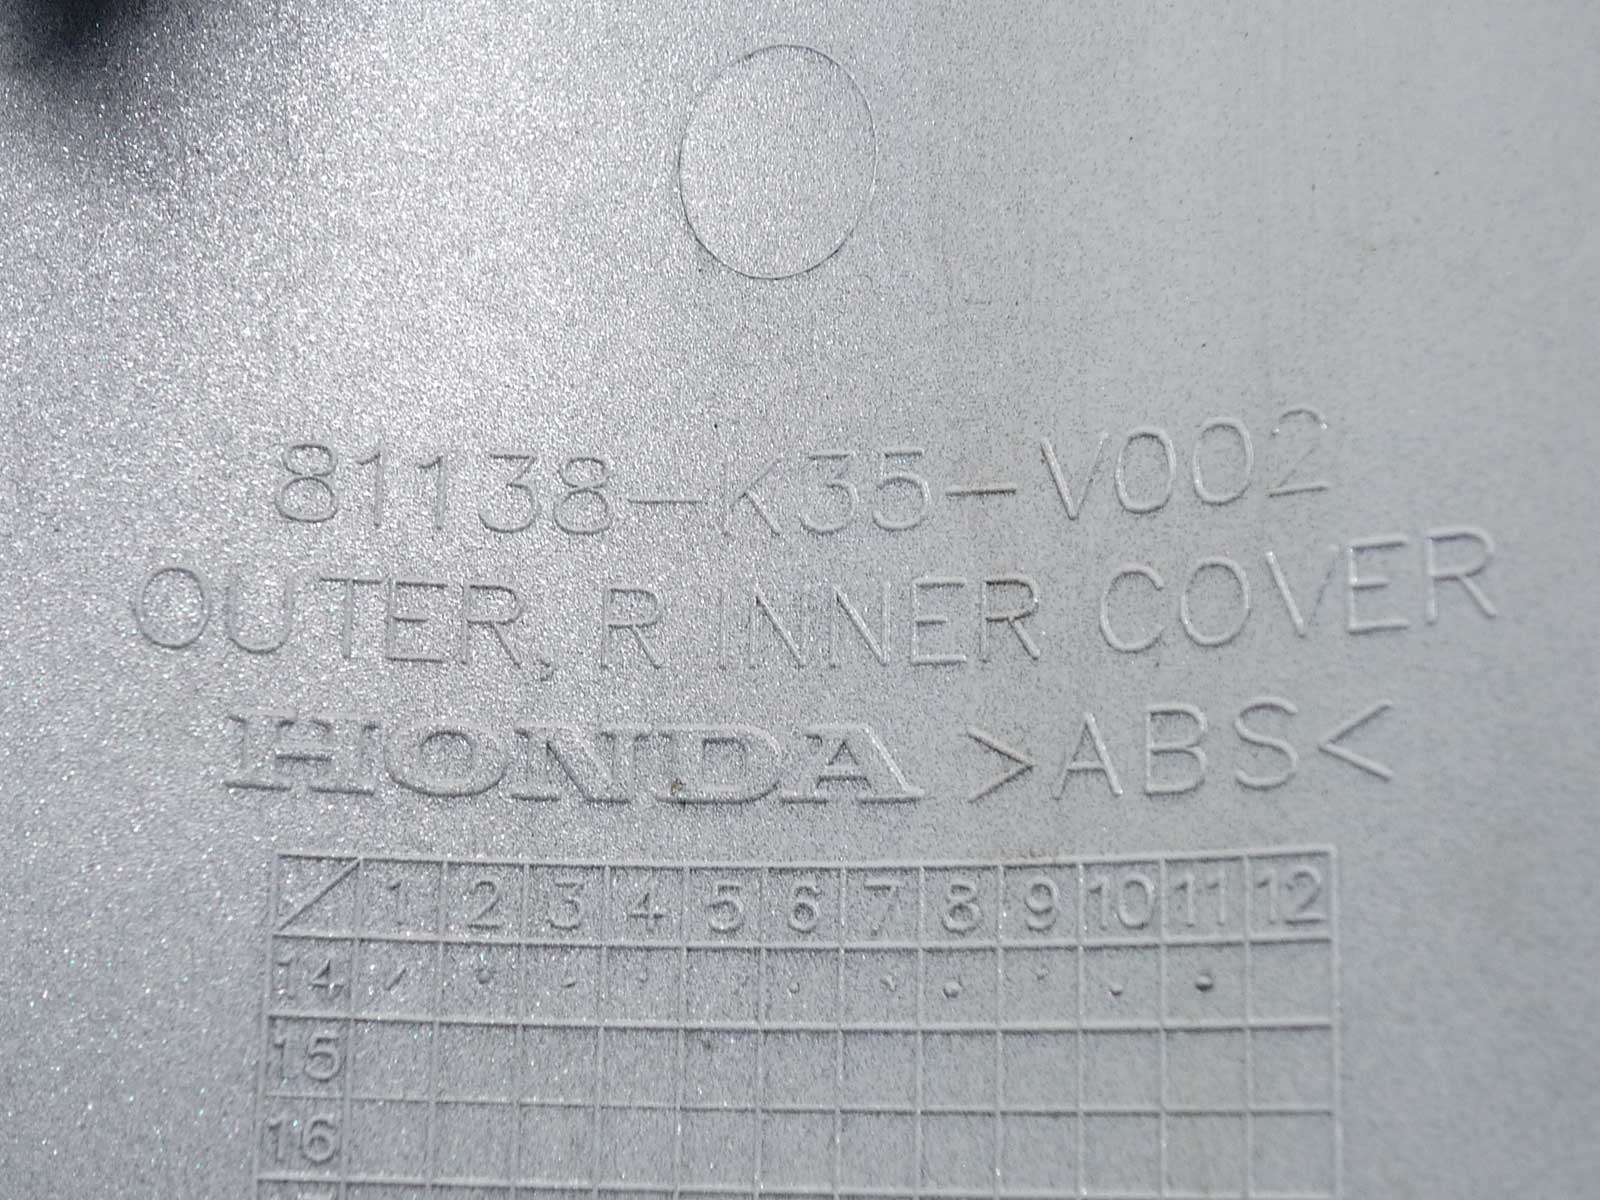 81138-K35-V002
OUTER, R INNER COVER
HONDA >ABS<
1 2 3 4 5 6 7 8 9 10 11 12
14
15
16